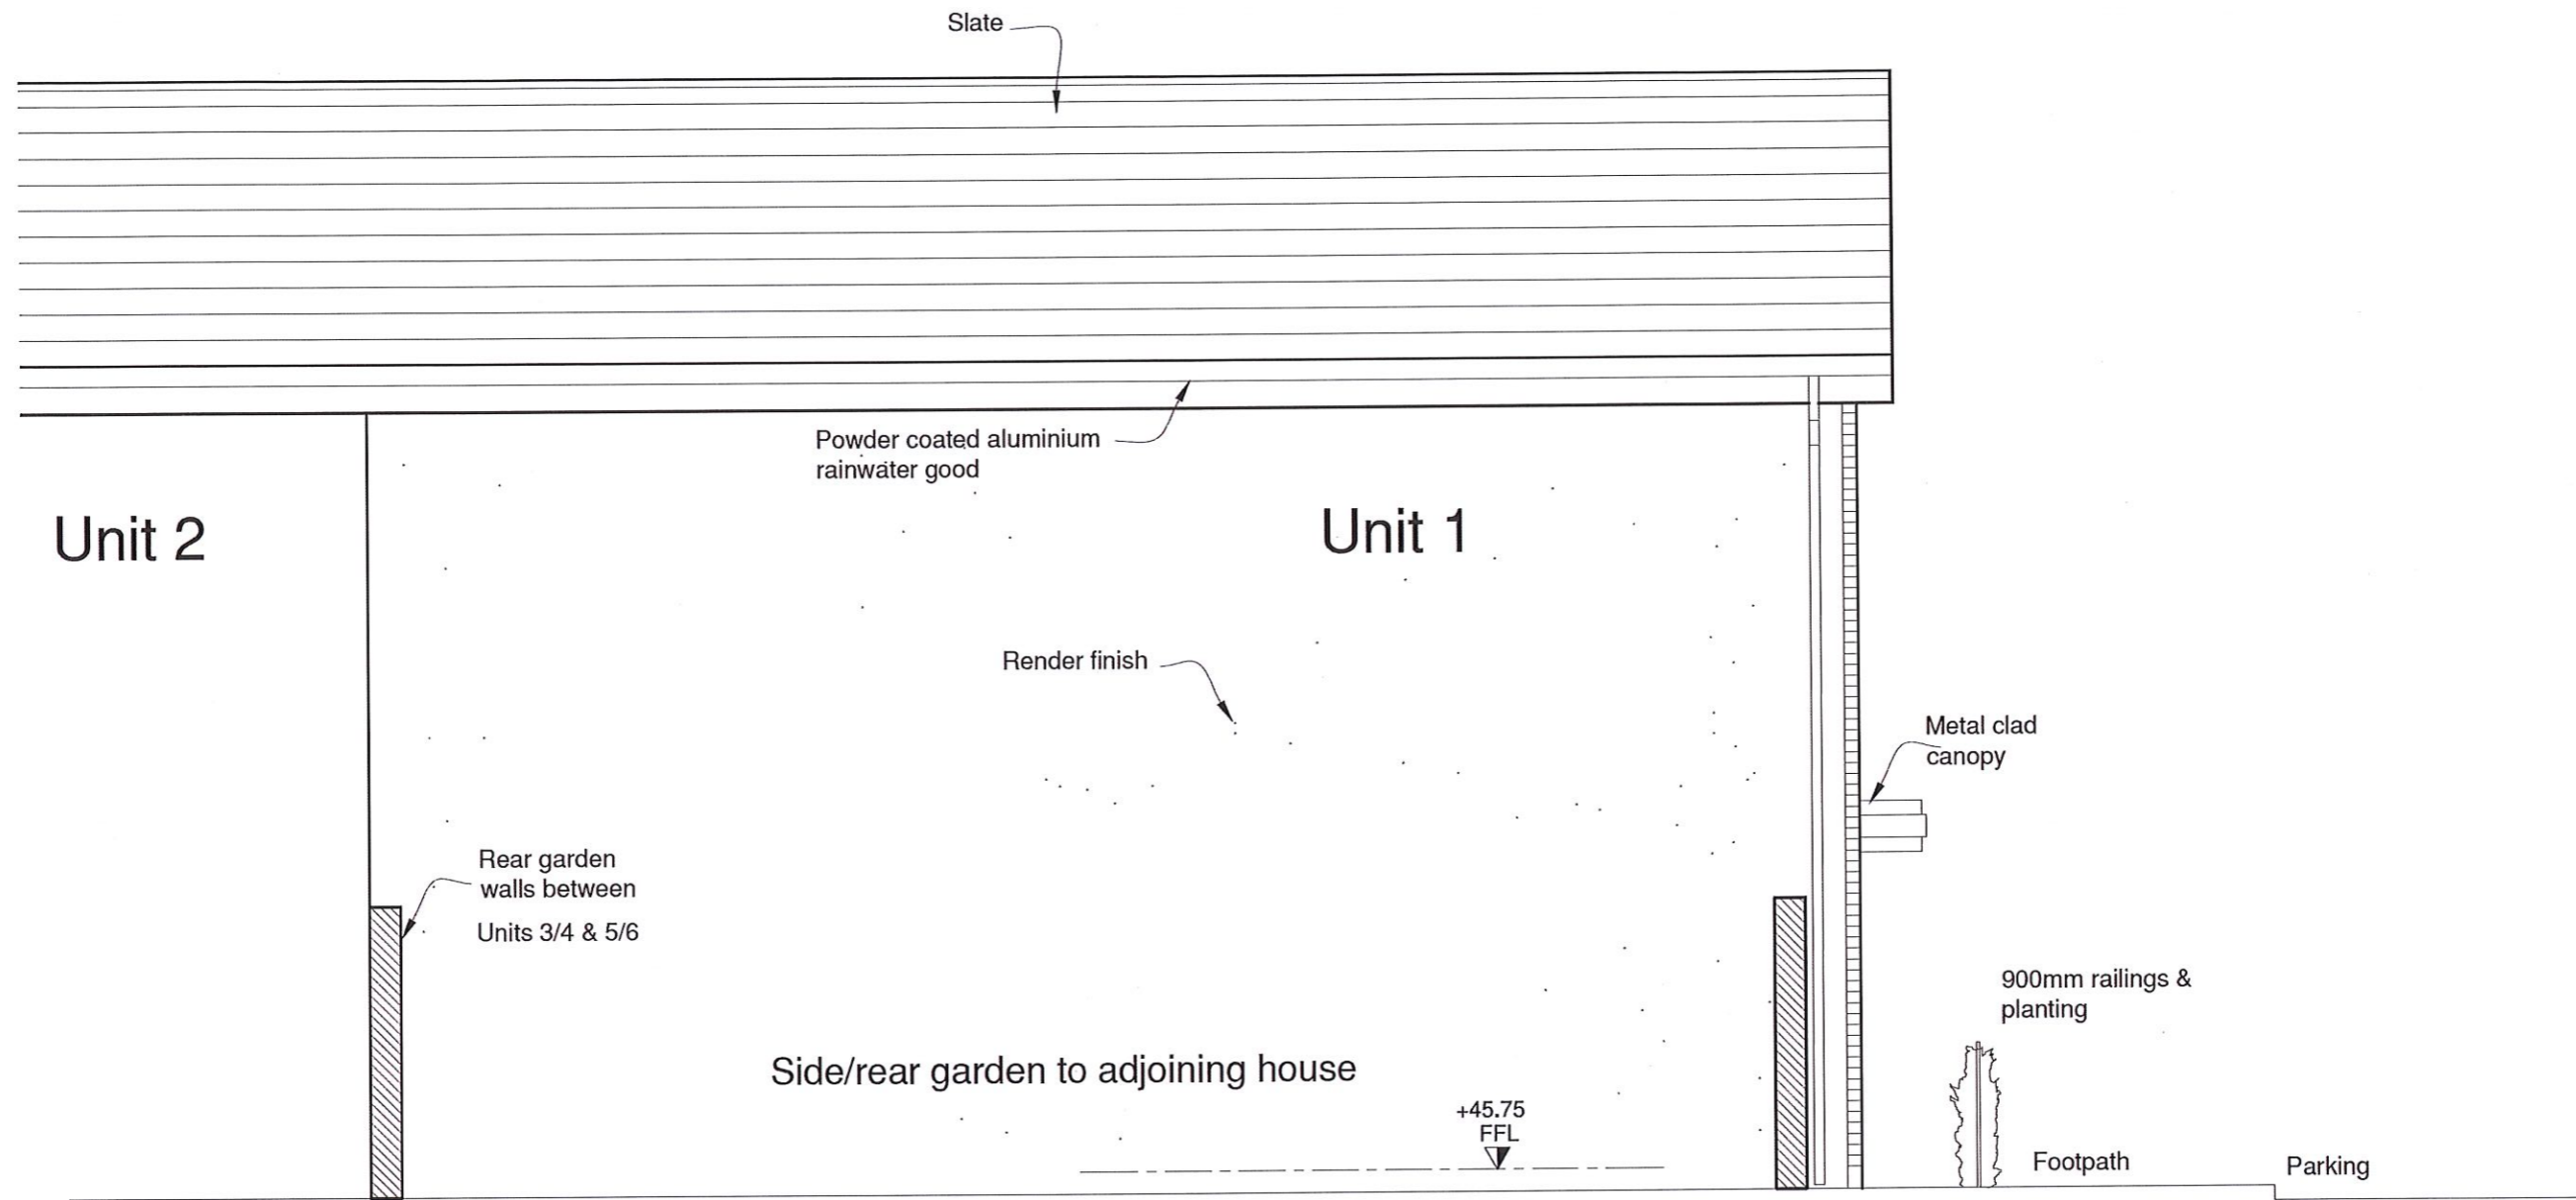 Slate
Powder coated aluminium
rainwater good
Unit 2
Unit 1
Render finish
Metal clad
canopy
Rear garden
walls between
Units 3/4 & 5/6
900mm railings &
planting
Side/rear garden to adjoining house
+45.75
FFL
Footpath
Parking